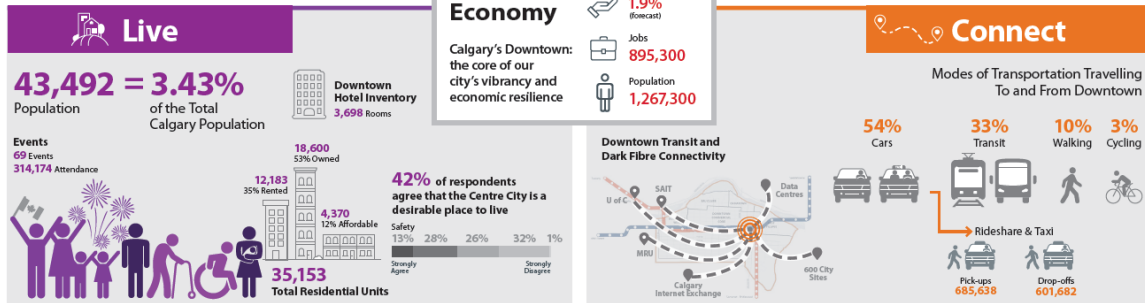 Live
43,492 = 3.43%
Population
of the Total
Calgary Population
Downtown
Hotel Inventory
3,698 Rooms
Events
69 Events
314,174 Attendance
18,600
53% Owned
12,183
35% Rented
4,370
12% Affordable
35,153
Total Residential Units
42% of respondents
agree that the Centre City is a
desirable place to live
Safety
13% 28% 26% 32% 1%
Strongly
Agree
Strongly
Disagree
Economy
Calgary's Downtown:
the core of our
city's vibrancy and
economic resilience
1.9%
(forecast)
Jobs
895,300
Population
1,267,300
Connect
Modes of Transportation Travelling
To and From Downtown
54%
Cars
33%
Transit
10%
Walking
3%
Cycling
Rideshare & Taxi
Pick-ups
685,638
Drop-offs
601,682
Downtown Transit and
Dark Fibre Connectivity
SAIT
U of C
Data
Centres
MRU
600 City
Sites
Calgary
Internet Exchange